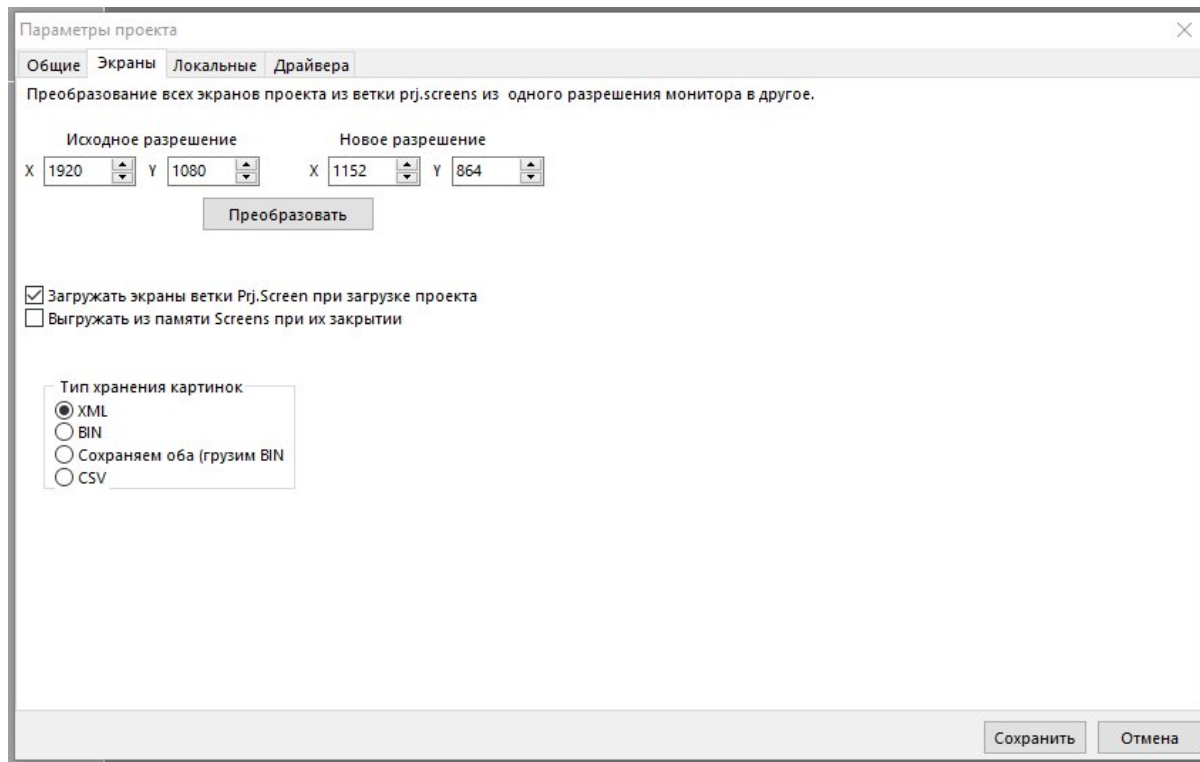 Параметры проекта
Общие Экраны Локальные Драйвера
Преобразование всех экранов проекта из ветки prj.screens из одного разрешения монитора в другое.
Исходное разрешение Новое разрешение
X 1920 Y 1080 X 1152 Y 864
Преобразовать
Загружать экраны ветки Prj.Screen при загрузке проекта
Выгружать из памяти Screens при их закрытии
Тип хранения картинок
XML
BIN
Сохраняем оба (грузим BIN
CSV
Сохранить Отмена